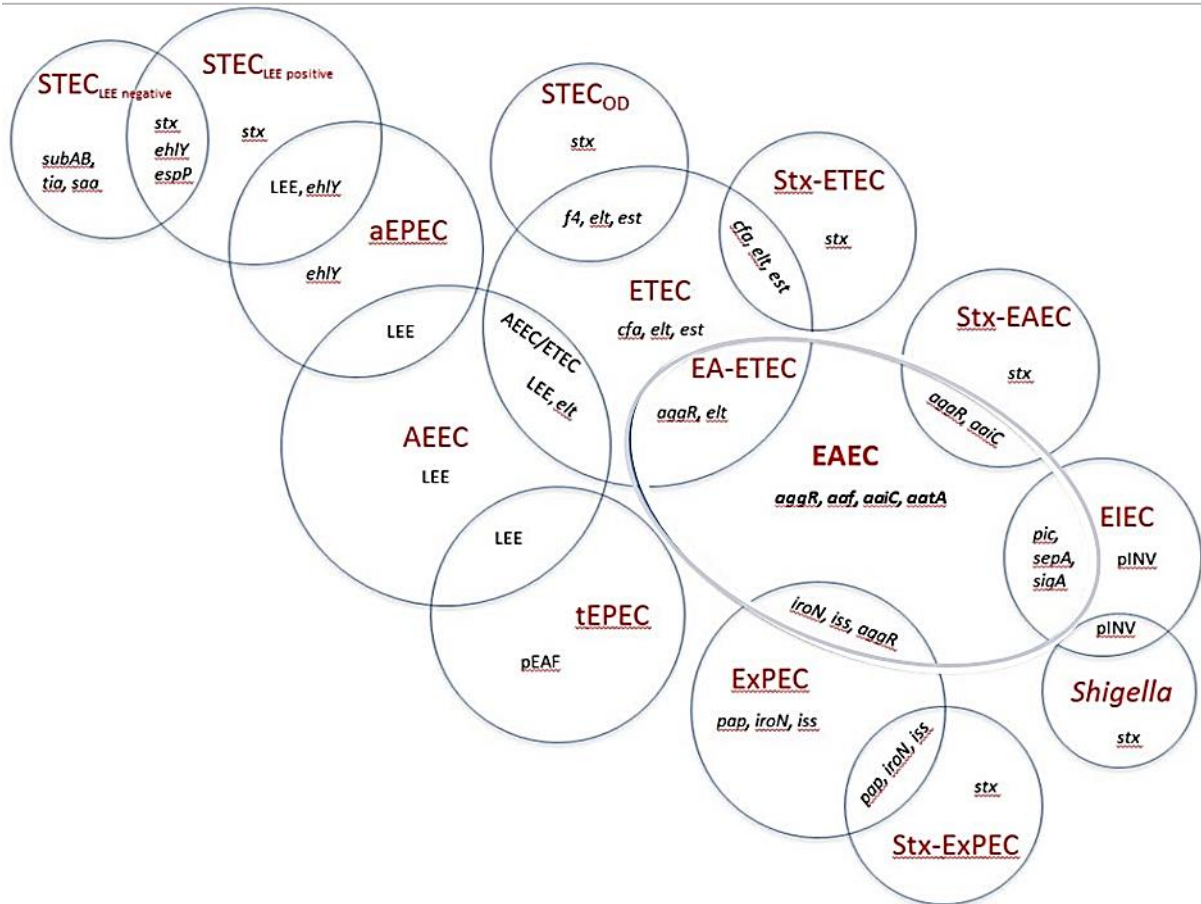 STEC LEE negative
subAB,
tia, saa
stx
ehlY
espP
STEC LEE positive
stx
LEE, ehlY
aEPEC
ehlY
LEE
STECOD
stx
f4, elt, est
Stx-ETEC
stx
cfa, elt, est
ETEC
cfa, elt, est
AEEC/ETEC
LEE, elt
EA-ETEC
aggR, elt
Stx-EAEC
stx
aggR, aaiC
AEEC
LEE
EAEC
aggR, aaf, aaiC, aatA
EIEC
pINV
pic,
sepA,
sigA
pINV
Shigella
stx
LEE
tEPEC
pEAF
iroN, iss, aggR
ExPEC
pap, iroN, iss
pap, iroN, iss
stx
Stx-ExPEC